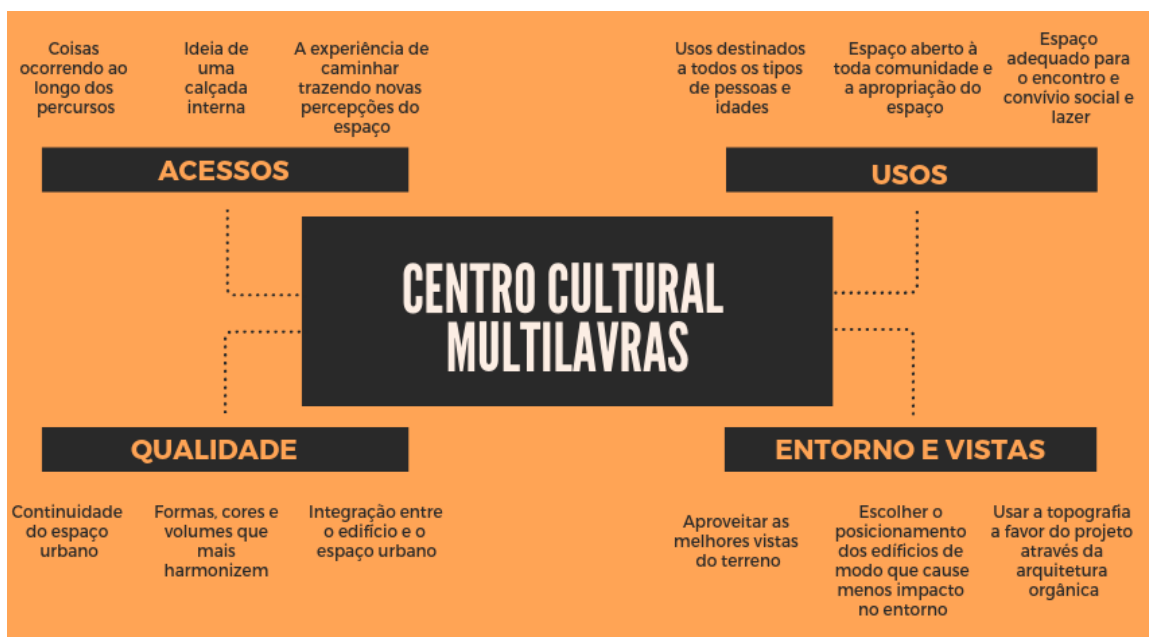 Coisas
ocorrendo ao
longo dos
percursos
Ideia de
uma
calçada
interna
A experiência de
caminhar
trazendo novas
percepções do
espaço
ACESSOS
Usos destinados
a todos os tipos
de pessoas e
idades
Espaço aberto à
toda comunidade e
a apropriação do
espaço
Espaço
adequado para
o encontro e
convívio social e
lazer
USOS
CENTRO CULTURAL
MULTILAVRAS
QUALIDADE
Continuidade
do espaço
urbano
Formas, cores e
volumes que
mais
harmonizem
Integração entre
o edifício e o
espaço urbano
ENTORNO E VISTAS
Aproveitar as
melhores vistas
do terreno
Escolher o
posicionamento
dos edíficios de
modo que cause
menos impacto
no entorno
Usar a topografia
a favor do projeto
através da
arquitetura
orgânica